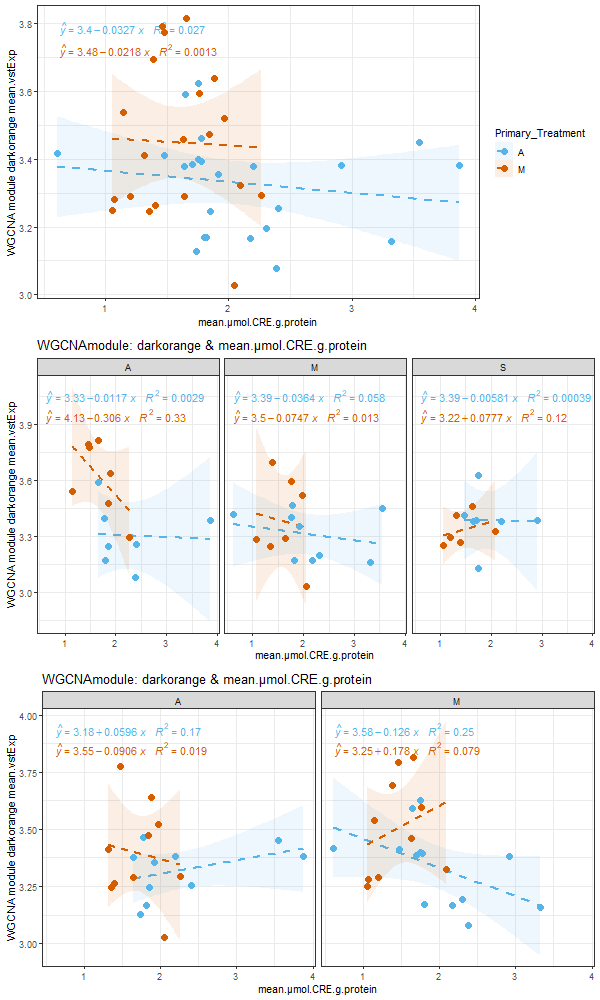 3.8
ŷ = 3.4 − 0.0327 x R² = 0.027
ŷ = 3.48 − 0.0218 x R² = 0.0013
3.6
3.4
3.2
3.0
WGCNA module darkorange mean.vstExp
1 2 3 4
mean.µmol.CRE.g.protein
Primary_Treatment
A
M
WGCNAmodule: darkorange & mean.µmol.CRE.g.protein
A M S
ŷ = 3.33 − 0.0117 x R² = 0.0029
ŷ = 4.13 − 0.306 x R² = 0.33
ŷ = 3.39 − 0.0364 x R² = 0.058
ŷ = 3.5 − 0.0747 x R² = 0.013
ŷ = 3.39 − 0.00581 x R² = 0.00039
ŷ = 3.22 + 0.0777 x R² = 0.12
3.9
3.6
3.3
3.0
WGCNA module darkorange mean.vstExp
1 2 3 4 1 2 3 4 1 2 3 4
mean.µmol.CRE.g.protein
WGCNAmodule: darkorange & mean.µmol.CRE.g.protein
A M
4.00
ŷ = 3.18 + 0.0596 x R² = 0.17
ŷ = 3.55 − 0.0906 x R² = 0.019
ŷ = 3.58 − 0.126 x R² = 0.25
ŷ = 3.25 + 0.178 x R² = 0.079
3.75
3.50
3.25
3.00
WGCNA module darkorange mean.vstExp
1 2 3 4 1 2 3 4
mean.µmol.CRE.g.protein